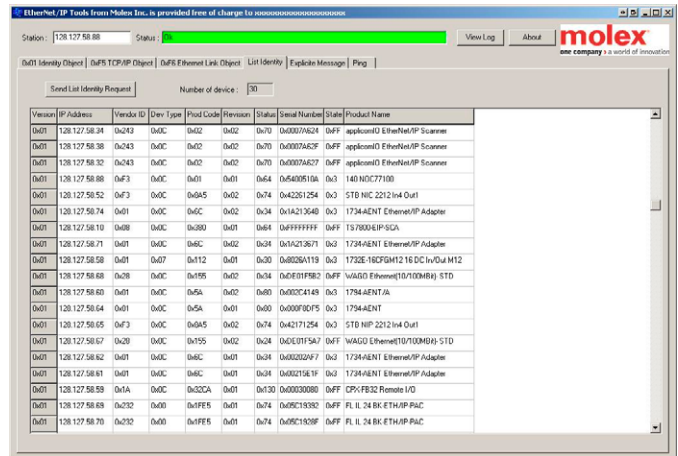 EtherNet/IP Tools from Molex Inc. is provided free of charge to xxxxxxxxxxxxxxxxxxxx
Station : 128.127.58.88 Status : Ok View Log About molex
one company > a world of innovation
0x01 Identity Object 0xF5 TCP/IP Object 0xF6 Ethernet Link Object List Identity Explicite Message Ping
Send List Identity Request Number of device : 30
Version IP Address Vendor ID Dev Type Prod Code Revision Status Serial Number State Product Name
0x01 128.127.58.34 0x243 0x0C 0x02 0x02 0x70 0x0007A624 0xFF applicomIO EtherNet/IP Scanner
0x01 128.127.58.38 0x243 0x0C 0x02 0x02 0x70 0x0007A62F 0xFF applicomIO EtherNet/IP Scanner
0x01 128.127.58.32 0x243 0x0C 0x02 0x02 0x70 0x0007A627 0xFF applicomIO EtherNet/IP Scanner
0x01 128.127.58.88 0xF3 0x0C 0x01 0x01 0x64 0x5400510A 0x3 140 NOC77100
0x01 128.127.58.52 0xF3 0x0C 0x8A5 0x02 0x74 0x42261254 0x3 STB NIC 2212 In4 Out1
0x01 128.127.58.74 0x01 0x0C 0x6C 0x02 0x34 0x1A213648 0x3 1734-AENT Ethernet/IP Adapter
0x01 128.127.58.10 0x08 0x0C 0x380 0x01 0x64 0xFFFFFFFF 0xFF TS7800-EIP-SCA
0x01 128.127.58.71 0x01 0x0C 0x6C 0x02 0x34 0x1A213671 0x3 1734-AENT Ethernet/IP Adapter
0x01 128.127.58.111 0x01 0x07 0x112 0x01 0x30 0x8026A119 0x3 1732E-16CFGM12 16 DC In/Out M12
0x01 128.127.58.68 0x28 0x0C 0x155 0x02 0x34 0xDE01F5B2 0xFF WAGO Ethernet(10/100MBit)-STD
0x01 128.127.58.60 0x01 0x0C 0x5A 0x02 0x60 0x002C4149 0x3 1794-AENT /A
0x01 128.127.58.64 0x01 0x0C 0x5A 0x01 0x60 0x000F8DF5 0x3 1794-AENT
0x01 128.127.58.65 0xF3 0x0C 0x8A5 0x02 0x74 0x42171254 0x3 STB NIP 2212 In4 Out1
0x01 128.127.58.67 0x28 0x0C 0x155 0x02 0x24 0xDE01F5A7 0xFF WAGO Ethernet(10/100MBit)-STD
0x01 128.127.58.62 0x01 0x0C 0x6C 0x01 0x34 0x00202AF7 0x3 1734-AENT Ethernet/IP Adapter
0x01 128.127.58.61 0x01 0x0C 0x6C 0x01 0x34 0x00215E1F 0x3 1734-AENT Ethernet/IP Adapter
0x01 128.127.58.59 0x1A 0x0C 0x32CA 0x01 0x130 0x00030080 0xFF CPX-FB32 Remote I/O
0x01 128.127.58.69 0x232 0x00 0x1FE5 0x01 0x74 0x05C19392 0xFF FL IL 24 BK-ETH/IP-PAC
0x01 128.127.58.70 0x232 0x00 0x1FE5 0x01 0x74 0x05C1928F 0xFF FL IL 24 BK-ETH/IP-PAC